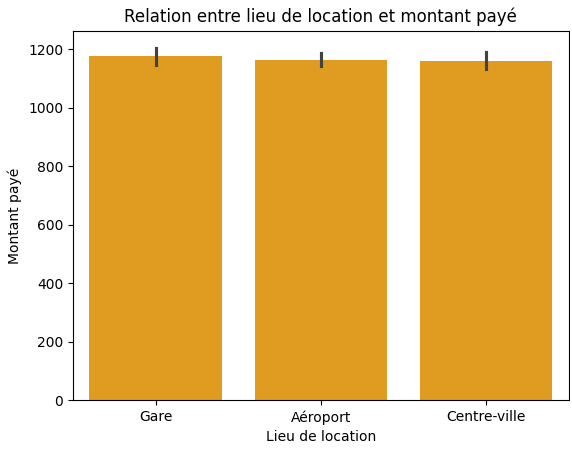 Relation entre lieu de location et montant payé
1200
1000
800
600
400
200
0
Montant payé
Gare
Aéroport
Centre-ville
Lieu de location